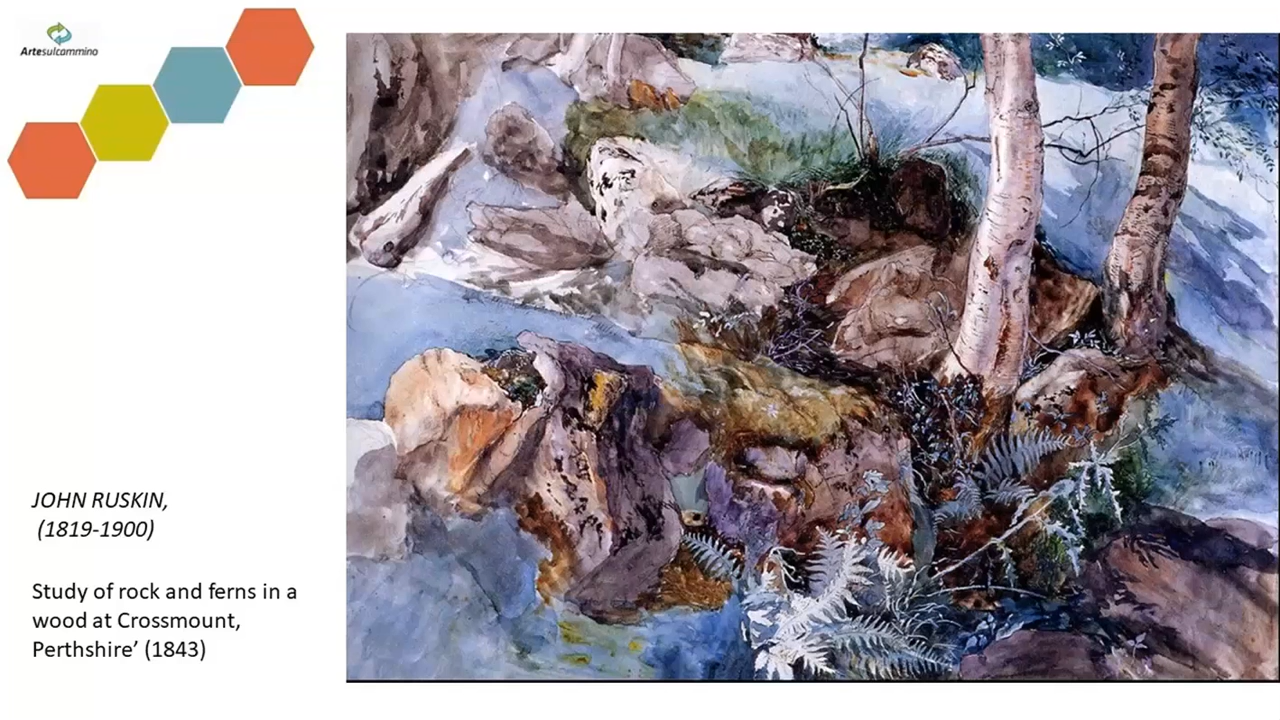 Artesulcammino
JOHN RUSKIN,
(1819-1900)
Study of rock and ferns in a
wood at Crossmount,
Perthshire’ (1843)